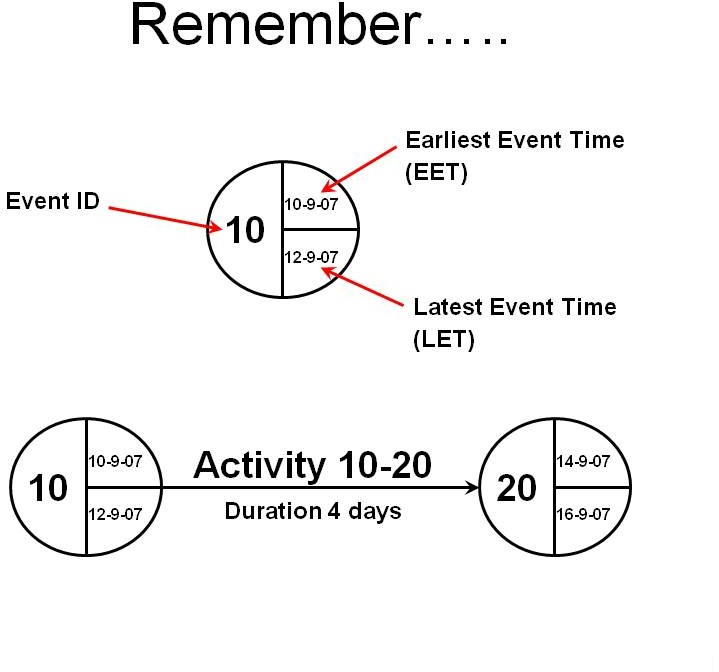 Remember.....
Earliest Event Time
(EET)
Event ID
10
10-9-07
12-9-07
Latest Event Time
(LET)
10
10-9-07
12-9-07
Activity 10-20
Duration 4 days
20
14-9-07
16-9-07